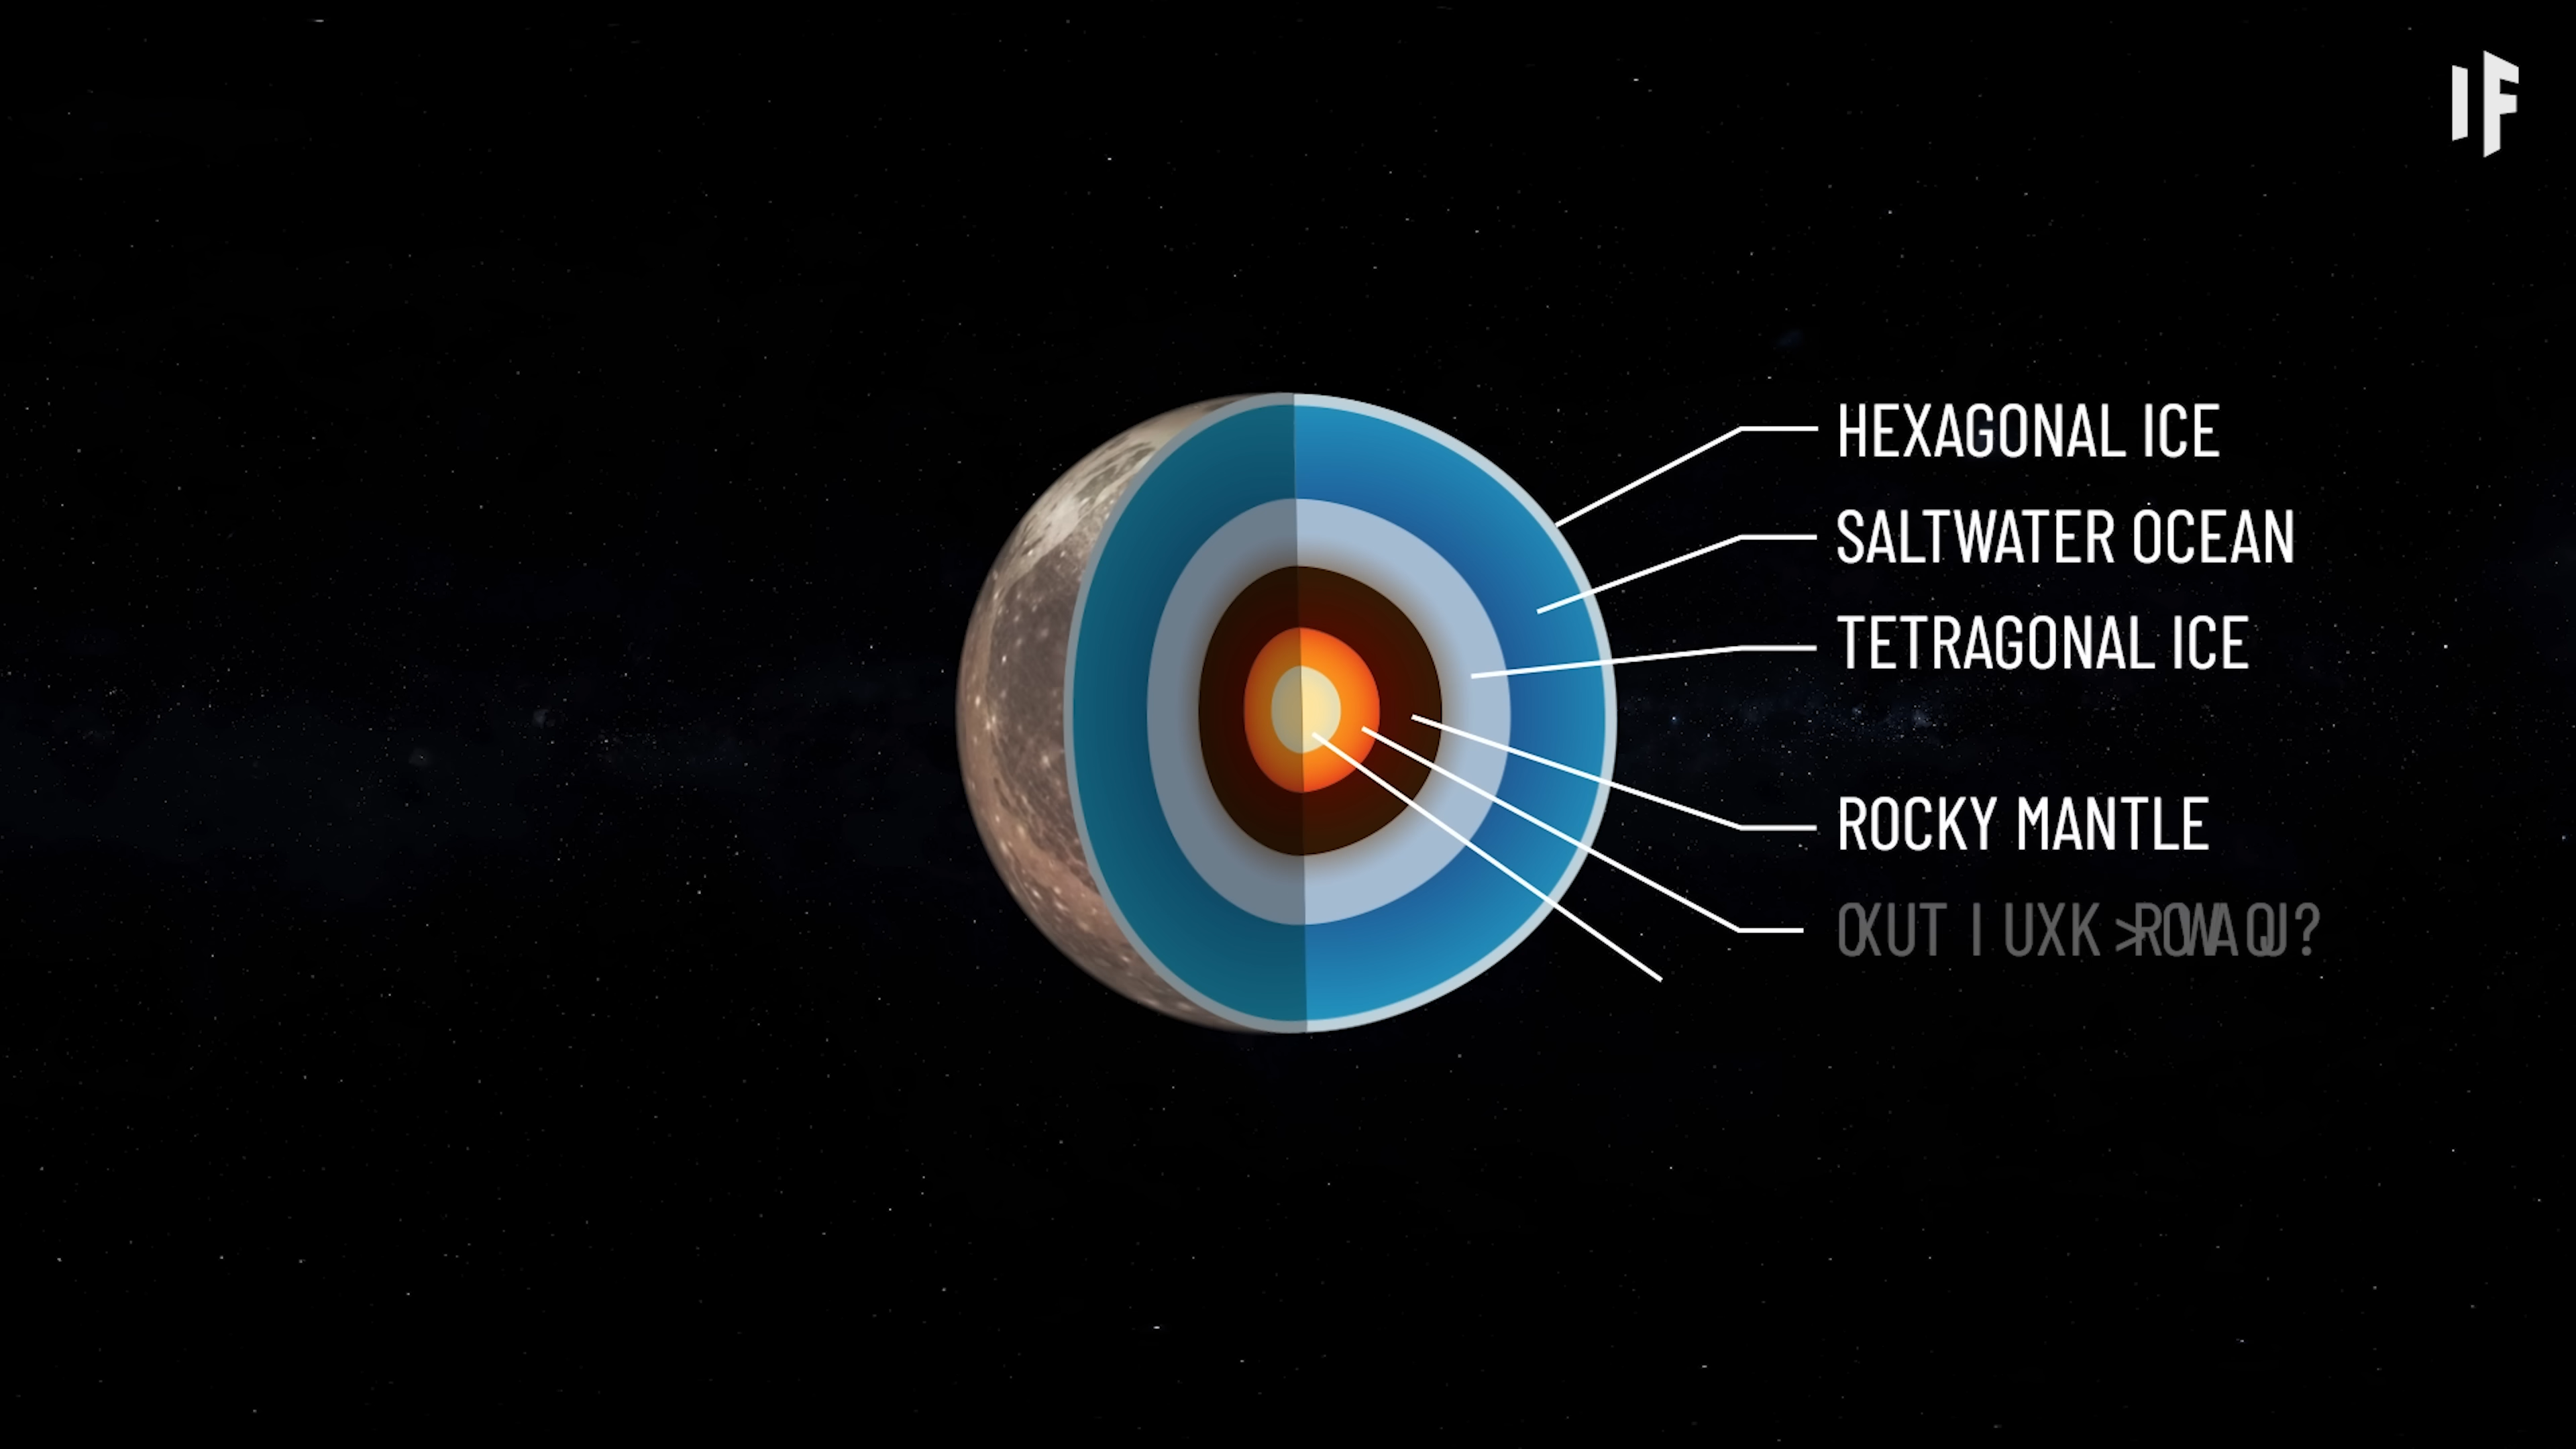 IF
HEXAGONAL ICE
SALTWATER OCEAN
TETRAGONAL ICE
ROCKY MANTLE